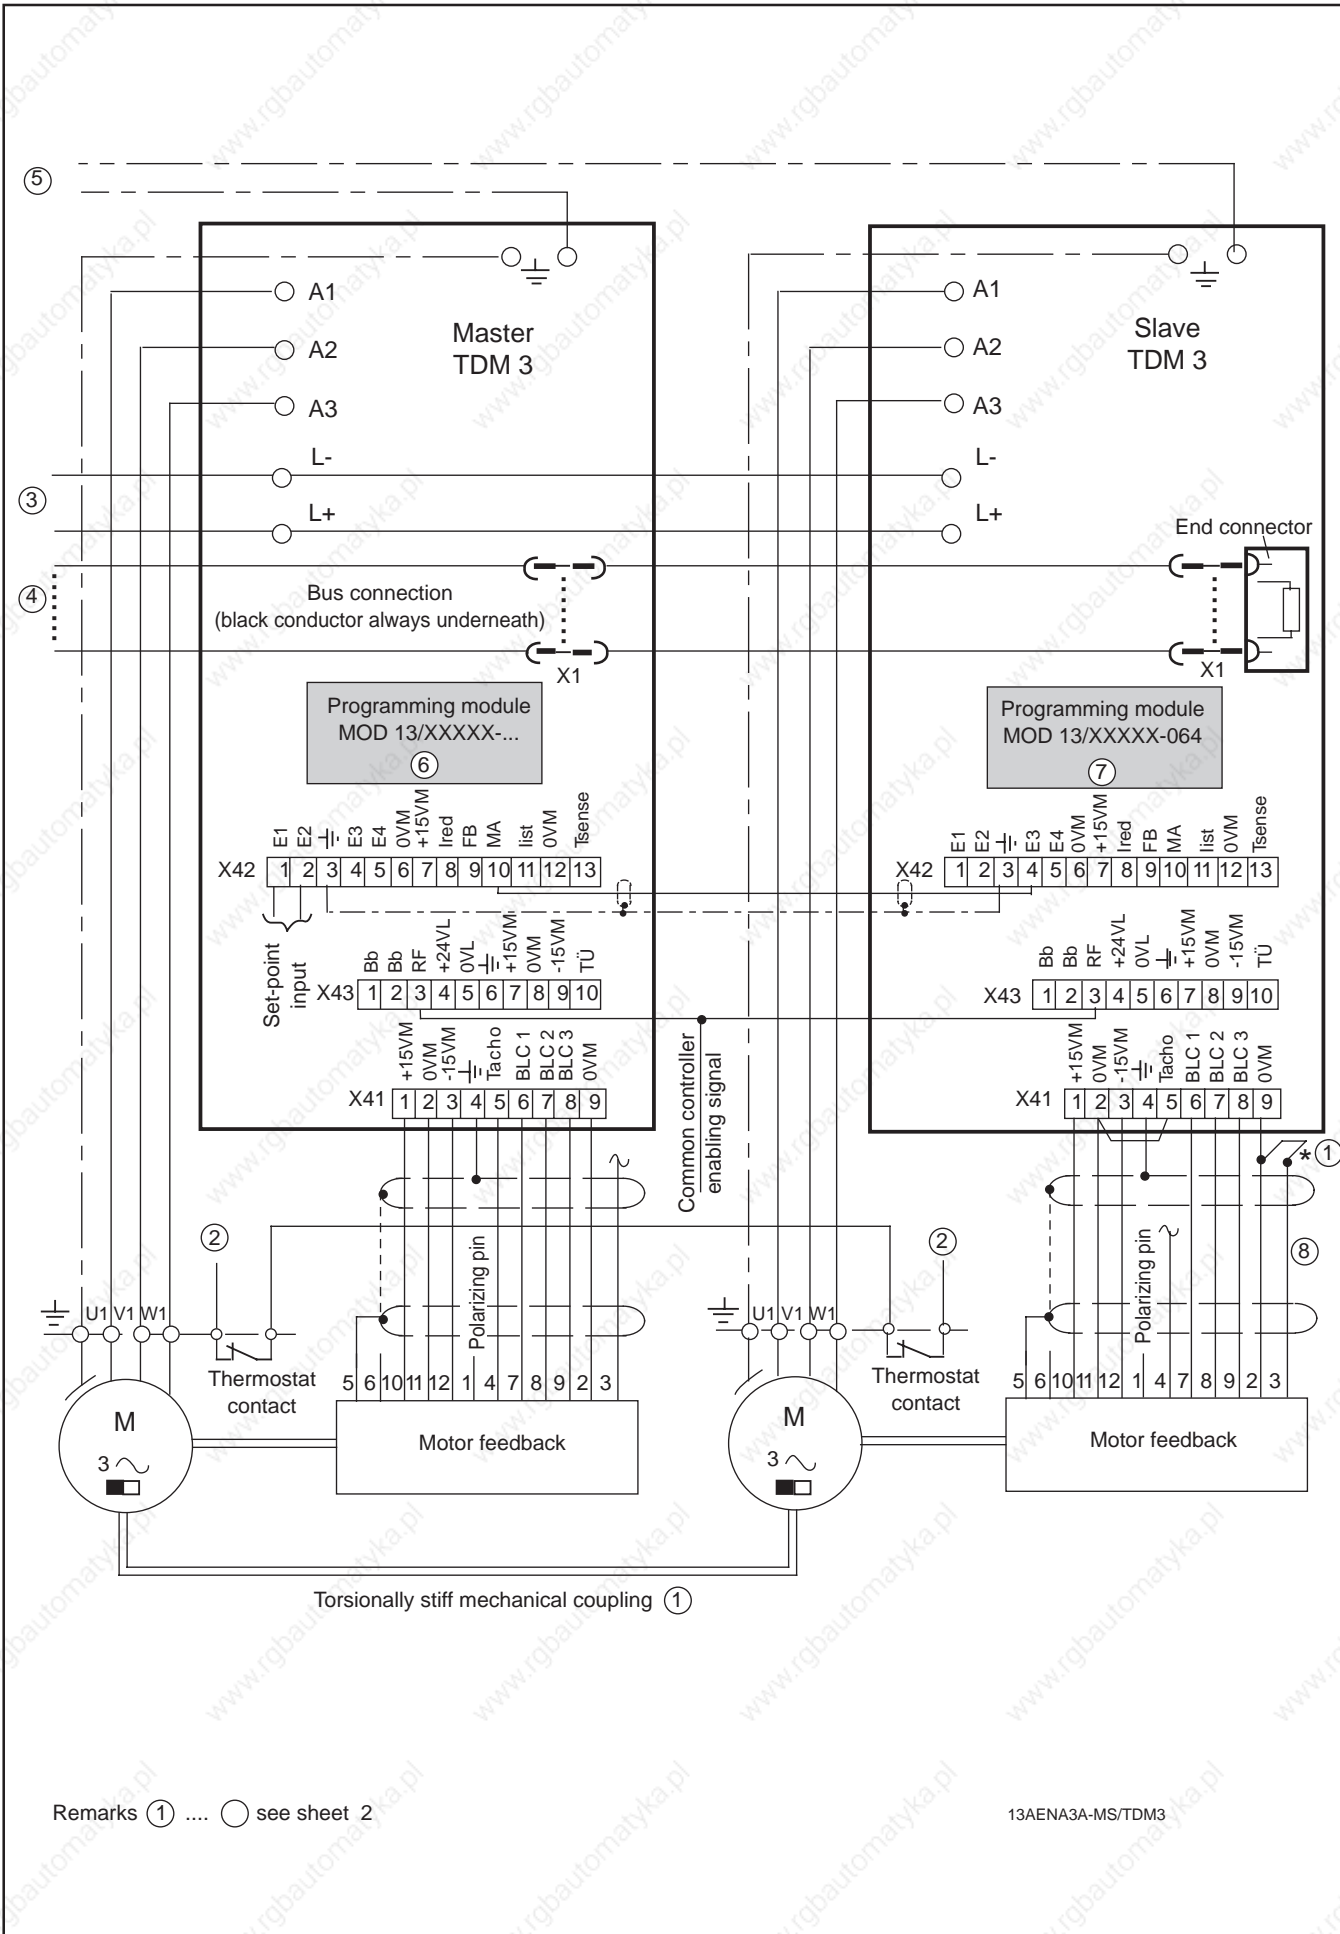 5
A1
A2
A3
Master
TDM 3
L-
L+
3
4
Bus connection
(black conductor always underneath)
X1
Programming module
MOD 13/XXXXX-...
6
E1 E2 E3 E4 0VM +15VM Ired FB MA list 0VM Tsense
X42 1 2 3 4 5 6 7 8 9 10 11 12 13
Set-point
input
Bb Bb RF +24VL 0VL +15VM 0VM -15VM TÜ
X43 1 2 3 4 5 6 7 8 9 10
+15VM 0VM -15VM Tacho BLC 1 BLC 2 BLC 3 0VM
X41 1 2 3 4 5 6 7 8 9
Common controller
enabling signal
A1
A2
A3
Slave
TDM 3
L-
L+
End connector
X1
Programming module
MOD 13/XXXXX-064
7
E1 E2 E3 E4 0VM +15VM Ired FB MA list 0VM Tsense
X42 1 2 3 4 5 6 7 8 9 10 11 12 13
Bb Bb RF +24VL 0VL +15VM 0VM -15VM TÜ
X43 1 2 3 4 5 6 7 8 9 10
+15VM 0VM -15VM Tacho BLC 1 BLC 2 BLC 3 0VM
X41 1 2 3 4 5 6 7 8 9
* 1
8
2
U1 V1 W1
Thermostat
contact
Polarizing pin
5 6 10 11 12 1 4 7 8 9 2 3
M
3
Motor feedback
2
U1 V1 W1
Thermostat
contact
Polarizing pin
5 6 10 11 12 1 4 7 8 9 2 3
M
3
Motor feedback
Torsionally stiff mechanical coupling 1
Remarks 1 .... see sheet 2
13AENA3A-MS/TDM3
www.rgbautomatyka.pl